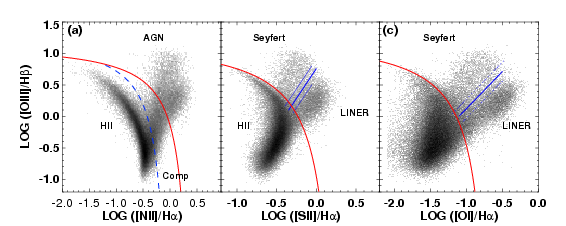 (a) AGN Seyfert (c) Seyfert
LOG ([OIII]/Hβ)
1.5
1.0
0.5
0.0
-0.5
-1.0
HII HII LINER LINER
Comp
-2.0 -1.5 -1.0 -0.5 0.0 0.5
-1.0 -0.5 0.0 0.5
-2.0 -1.5 -1.0 -0.5 0.0
LOG ([NII]/Hα) LOG ([SII]/Hα) LOG ([OI]/Hα)